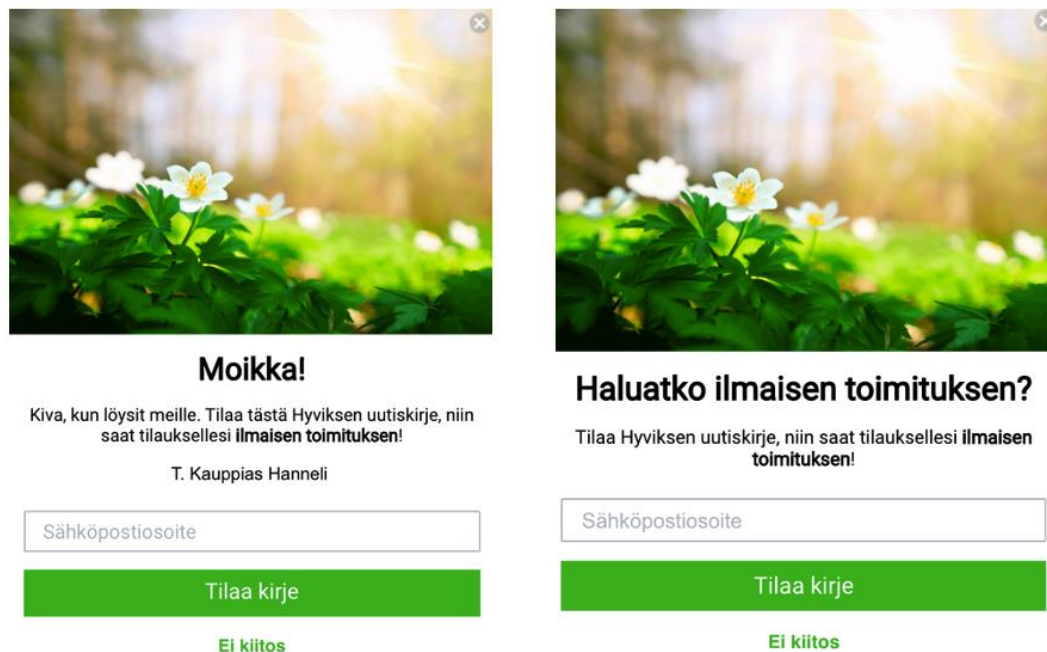 Moikka!
Kiva, kun löysit meille. Tilaa tästä Hyviksen uutiskirje, niin
saat tilauksellesi ilmaisen toimituksen!
T. Kauppias Hanneli
Sähköpostiosoite
Tilaa kirje
Ei kiitos
Haluatko ilmaisen toimituksen?
Tilaa Hyviksen uutiskirje, niin saat tilauksellesi ilmaisen
toimituksen!
Sähköpostiosoite
Tilaa kirje
Ei kiitos